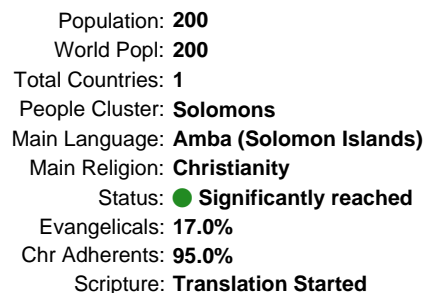 Population: 200
World Popl: 200
Total Countries: 1
People Cluster: Solomons
Main Language: Amba (Solomon Islands)
Main Religion: Christianity
Status: Significantly reached
Evangelicals: 17.0%
Chr Adherents: 95.0%
Scripture: Translation Started